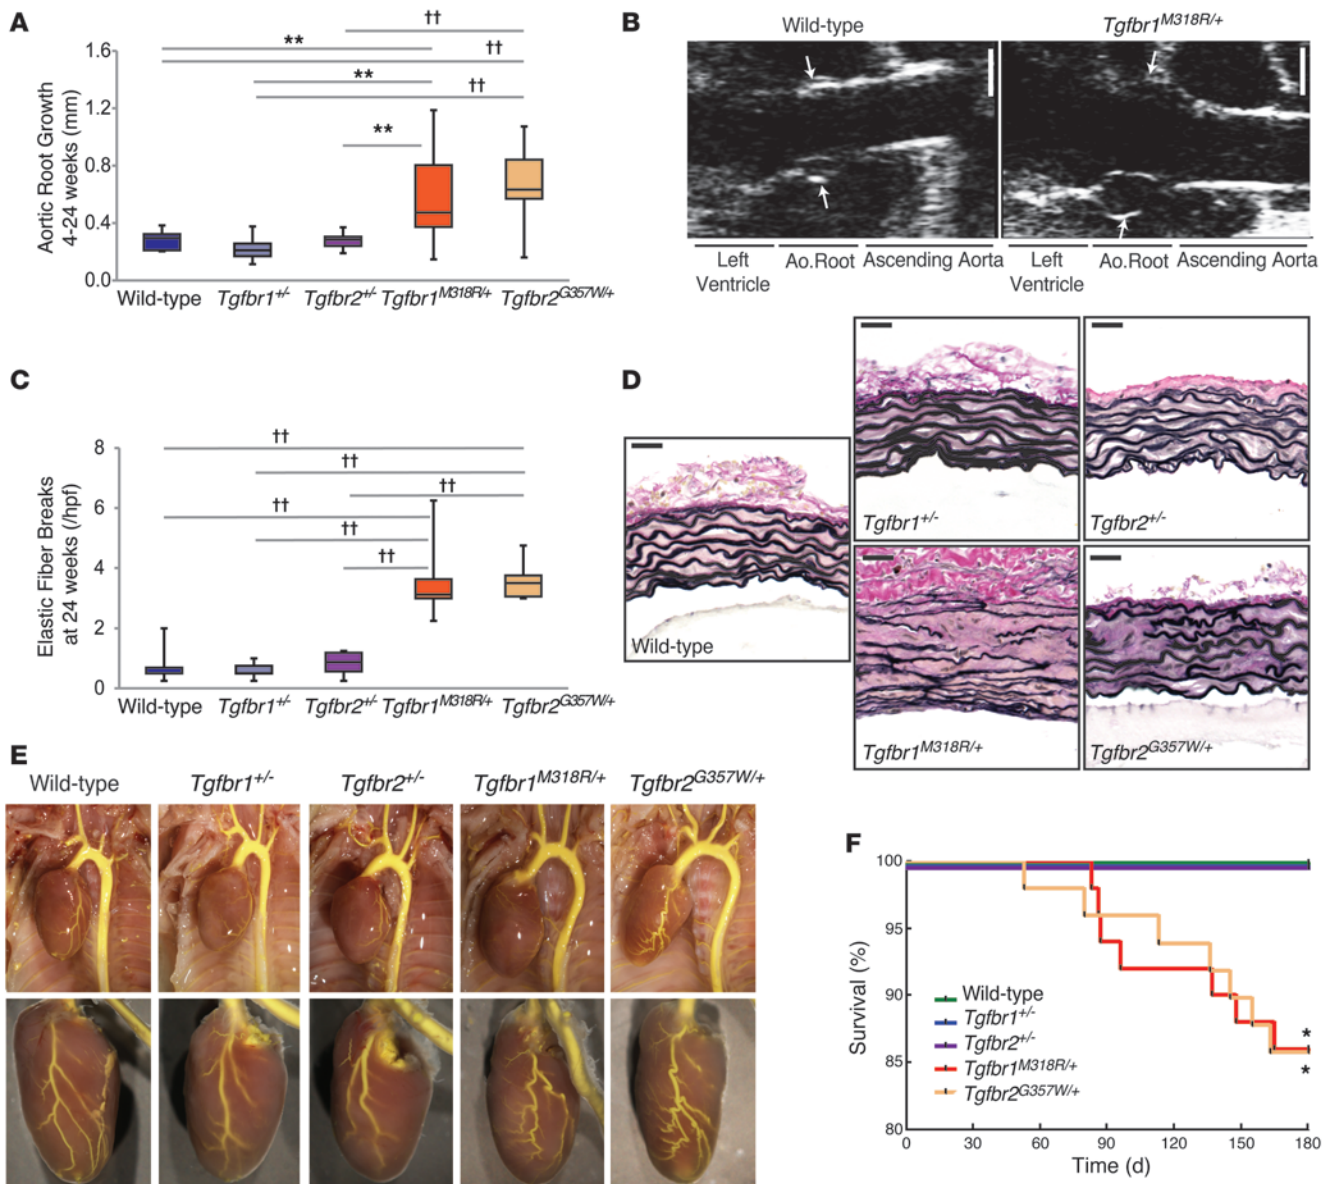 A
††
**
††
**
††
**
1.6
1.2
0.8
0.4
0.0
Aortic Root Growth
4-24 weeks (mm)
Wild-type Tgfbr1+/- Tgfbr2+/- Tgfbr1M318R/+ Tgfbr2G357W/+
B
Wild-type Tgfbr1M318R/+
Left Ventricle Ao.Root Ascending Aorta Left Ventricle Ao.Root Ascending Aorta
C
††
††
††
††
††
††
8
6
4
2
0
Elastic Fiber Breaks
at 24 weeks (/hpf)
Wild-type Tgfbr1+/- Tgfbr2+/- Tgfbr1M318R/+ Tgfbr2G357W/+
D
Wild-type
Tgfbr1+/-
Tgfbr2+/-
Tgfbr1M318R/+
Tgfbr2G357W/+
E
Wild-type Tgfbr1+/- Tgfbr2+/- Tgfbr1M318R/+ Tgfbr2G357W/+
F
100
95
90
85
80
Survival (%)
Wild-type
Tgfbr1+/-
Tgfbr2+/-
Tgfbr1M318R/+
Tgfbr2G357W/+
*
*
0 30 60 90 120 150 180
Time (d)